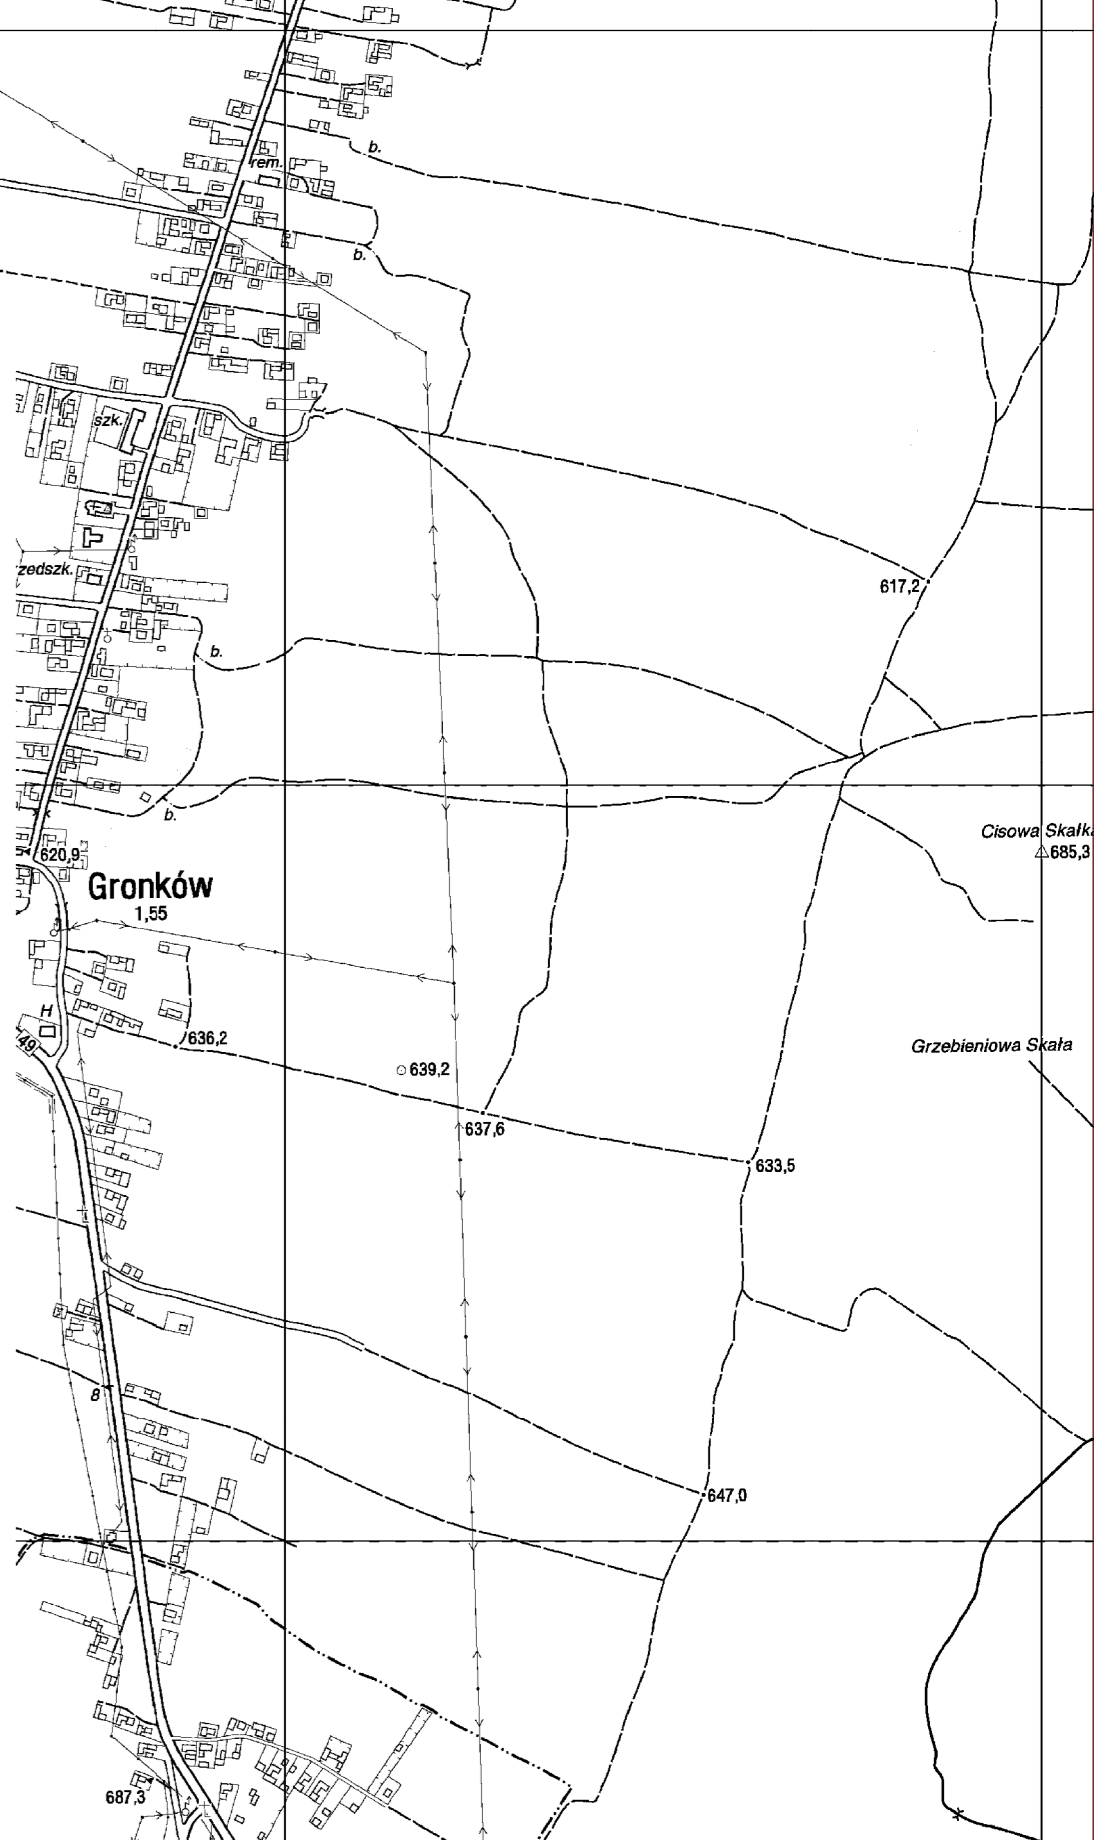 b.
rem.
b.
szk.
zedszk.
617,2
b.
b.
Cisowa Skałka
685,3
620,9
Gronków
1,55
H
636,2
49
639,2
Grzebieniowa Skała
637,6
633,5
8
647,0
687,3